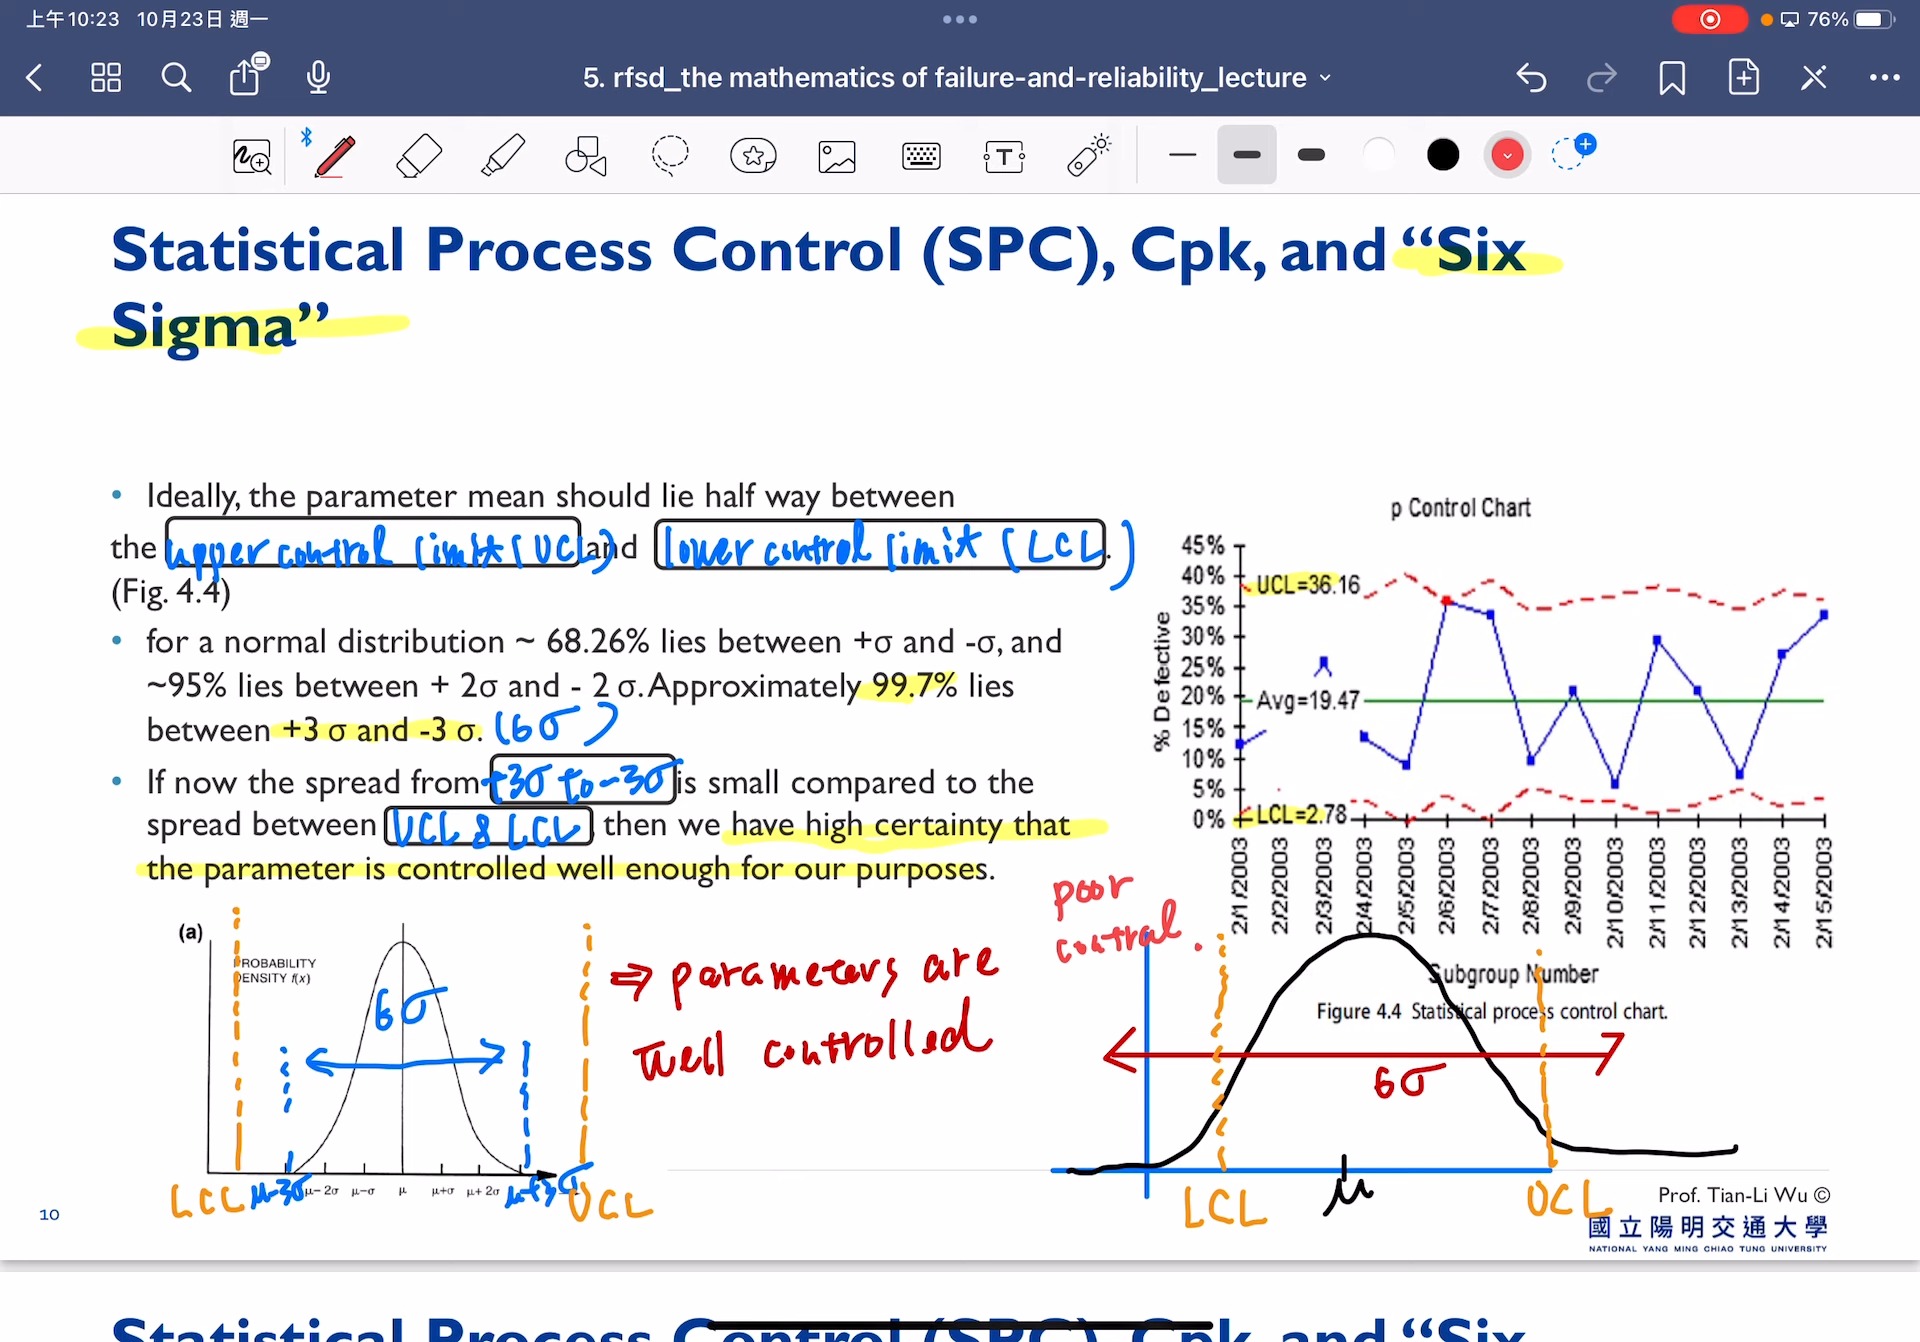 上午10:23 10月23日 週一
76%
5. rfsd_the mathematics of failure-and-reliability_lecture
Statistical Process Control (SPC), Cpk, and “Six
Sigma”
• Ideally, the parameter mean should lie half way between
the upper control limit (UCL) and lower control limit (LCL.)
(Fig. 4.4)
• for a normal distribution ~ 68.26% lies between +σ and -σ, and
~95% lies between + 2σ and - 2 σ. Approximately 99.7% lies
between +3 σ and -3 σ. (6σ)
• If now the spread from +3σ to -3σ is small compared to the
spread between UCL & LCL, then we have high certainty that
the parameter is controlled well enough for our purposes.
p Control Chart
% Defective
45%
40%
35%
30%
25%
20%
15%
10%
5%
0%
UCL=36.16
Avg=19.47
LCL=2.78
2/1/2003
2/2/2003
2/3/2003
2/4/2003
2/5/2003
2/6/2003
2/7/2003
2/8/2003
2/9/2003
2/10/2003
2/11/2003
2/12/2003
2/13/2003
2/14/2003
2/15/2003
Subgroup Number
Figure 4.4 Statistical process control chart.
(a)
PROBABILITY
DENSITY f(x)
6σ
LCL μ-3σ μ- 2σ μ-σ μ μ+σ μ+ 2σ μ+3σ UCL
⇒ parameters are
well controlled
poor
control.
6σ
LCL μ UCL
10
Prof. Tian-Li Wu ©
國立陽明交通大學
NATIONAL YANG MING CHIAO TUNG UNIVERSITY
Statistical Process Control (SPC), Cpk, and “Six